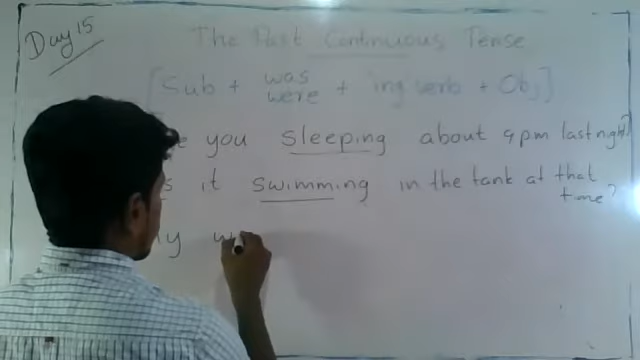 Day 15
The Past Continuous Tense
[Sub + was were + ing verb + Obj]
you sleeping about 9 pm last night?
it swimming in the tank at that time?